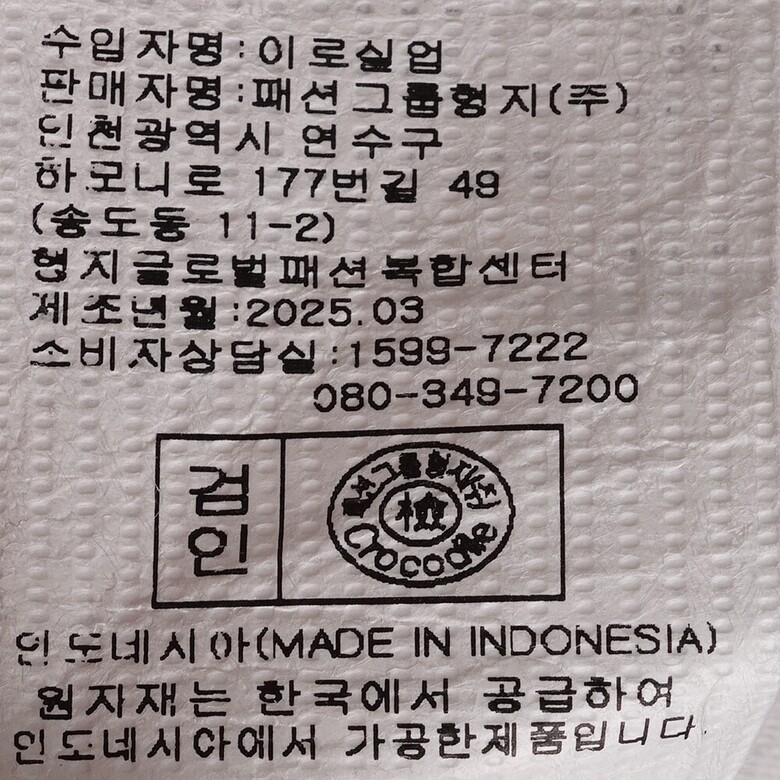 수입자명:이로실업
판매자명:패션그룹형지(주)
인천광역시 연수구
하모니로 177번길 49
(송도동 11-2)
형지글로벌패션복합센터
제조년월:2025.03
소비자상담실:1599-7222
080-349-7200
검인
패션그룹형지(주)
檢
Crocodile
인도네시아(MADE IN INDONESIA)
원자재는 한국에서 공급하여
인도네시아에서 가공한제품입니다.